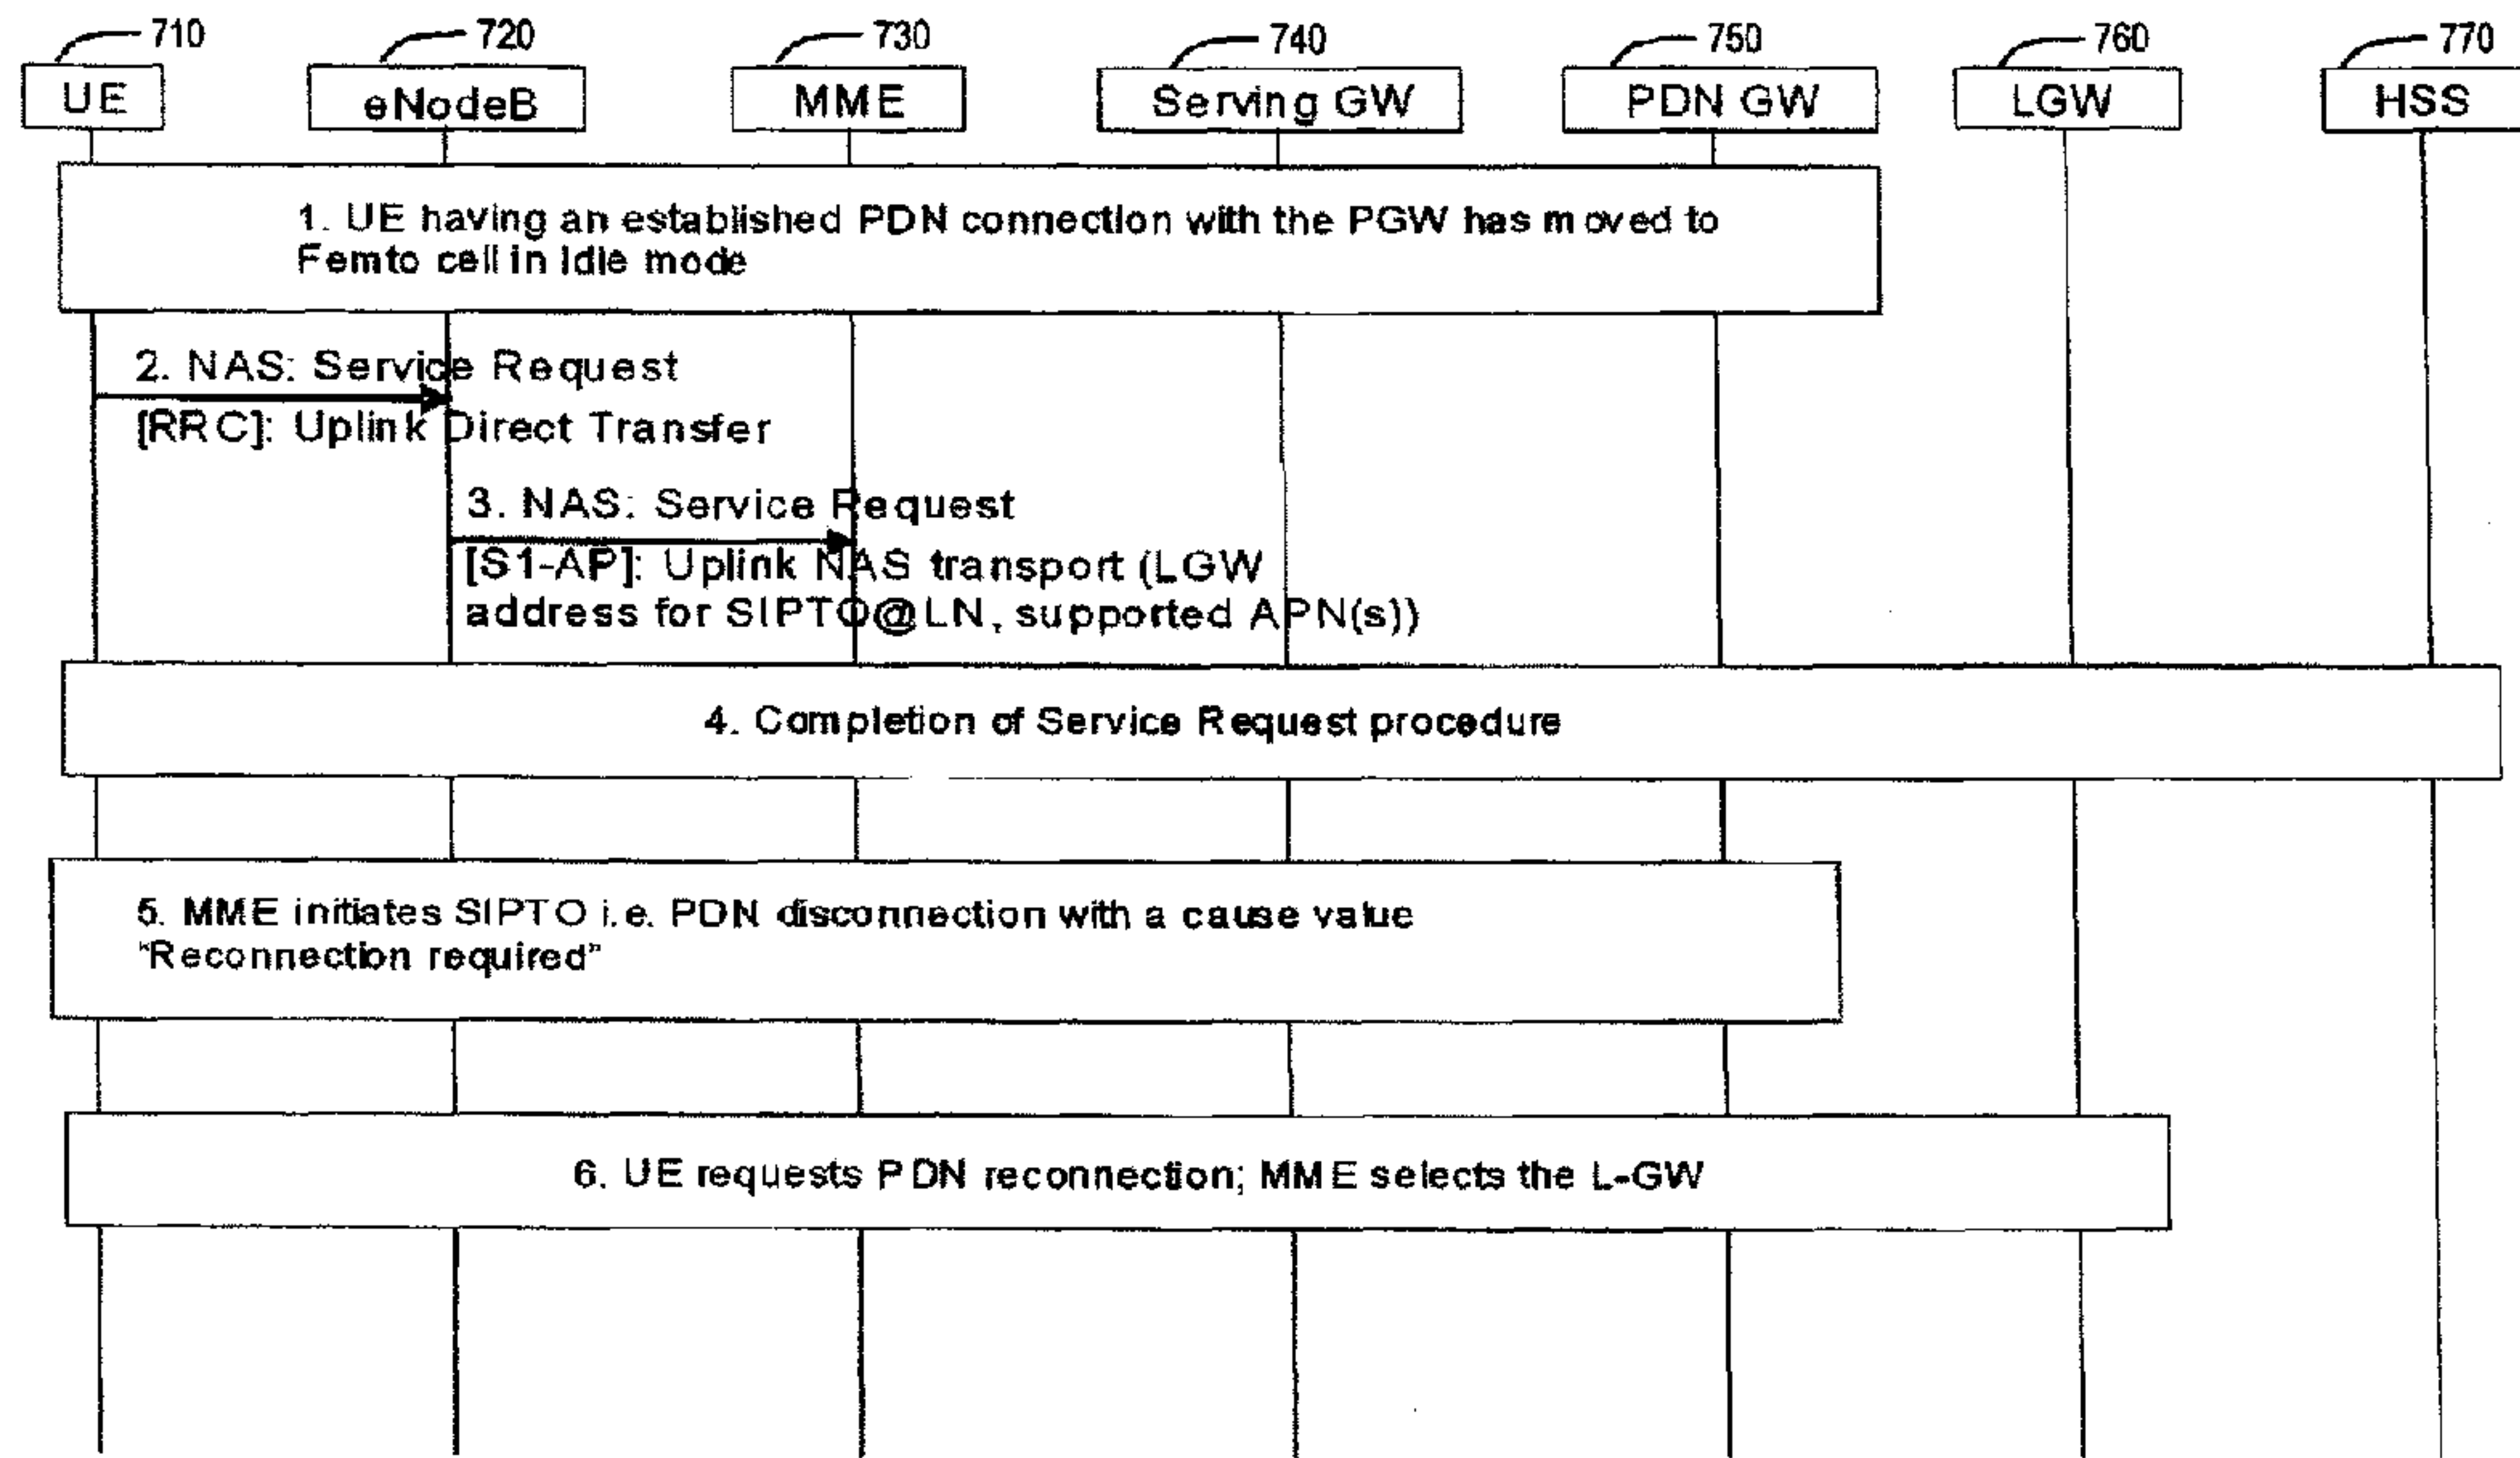 710 720 730 740 750 760 770
UE eNodeB MME Serving GW PDN GW LGW HSS
1. UE having an established PDN connection with the PGW has moved to
Femto cell in Idle mode
2. NAS: Service Request
[RRC]: Uplink Direct Transfer
3. NAS: Service Request
[S1-AP]: Uplink NAS transport (LGW
address for SIPTO@LN, supported APN(s))
4. Completion of Service Request procedure
5. MME initiates SIPTO i.e. PDN disconnection with a cause value
"Reconnection required"
6. UE requests PDN reconnection; MME selects the L-GW